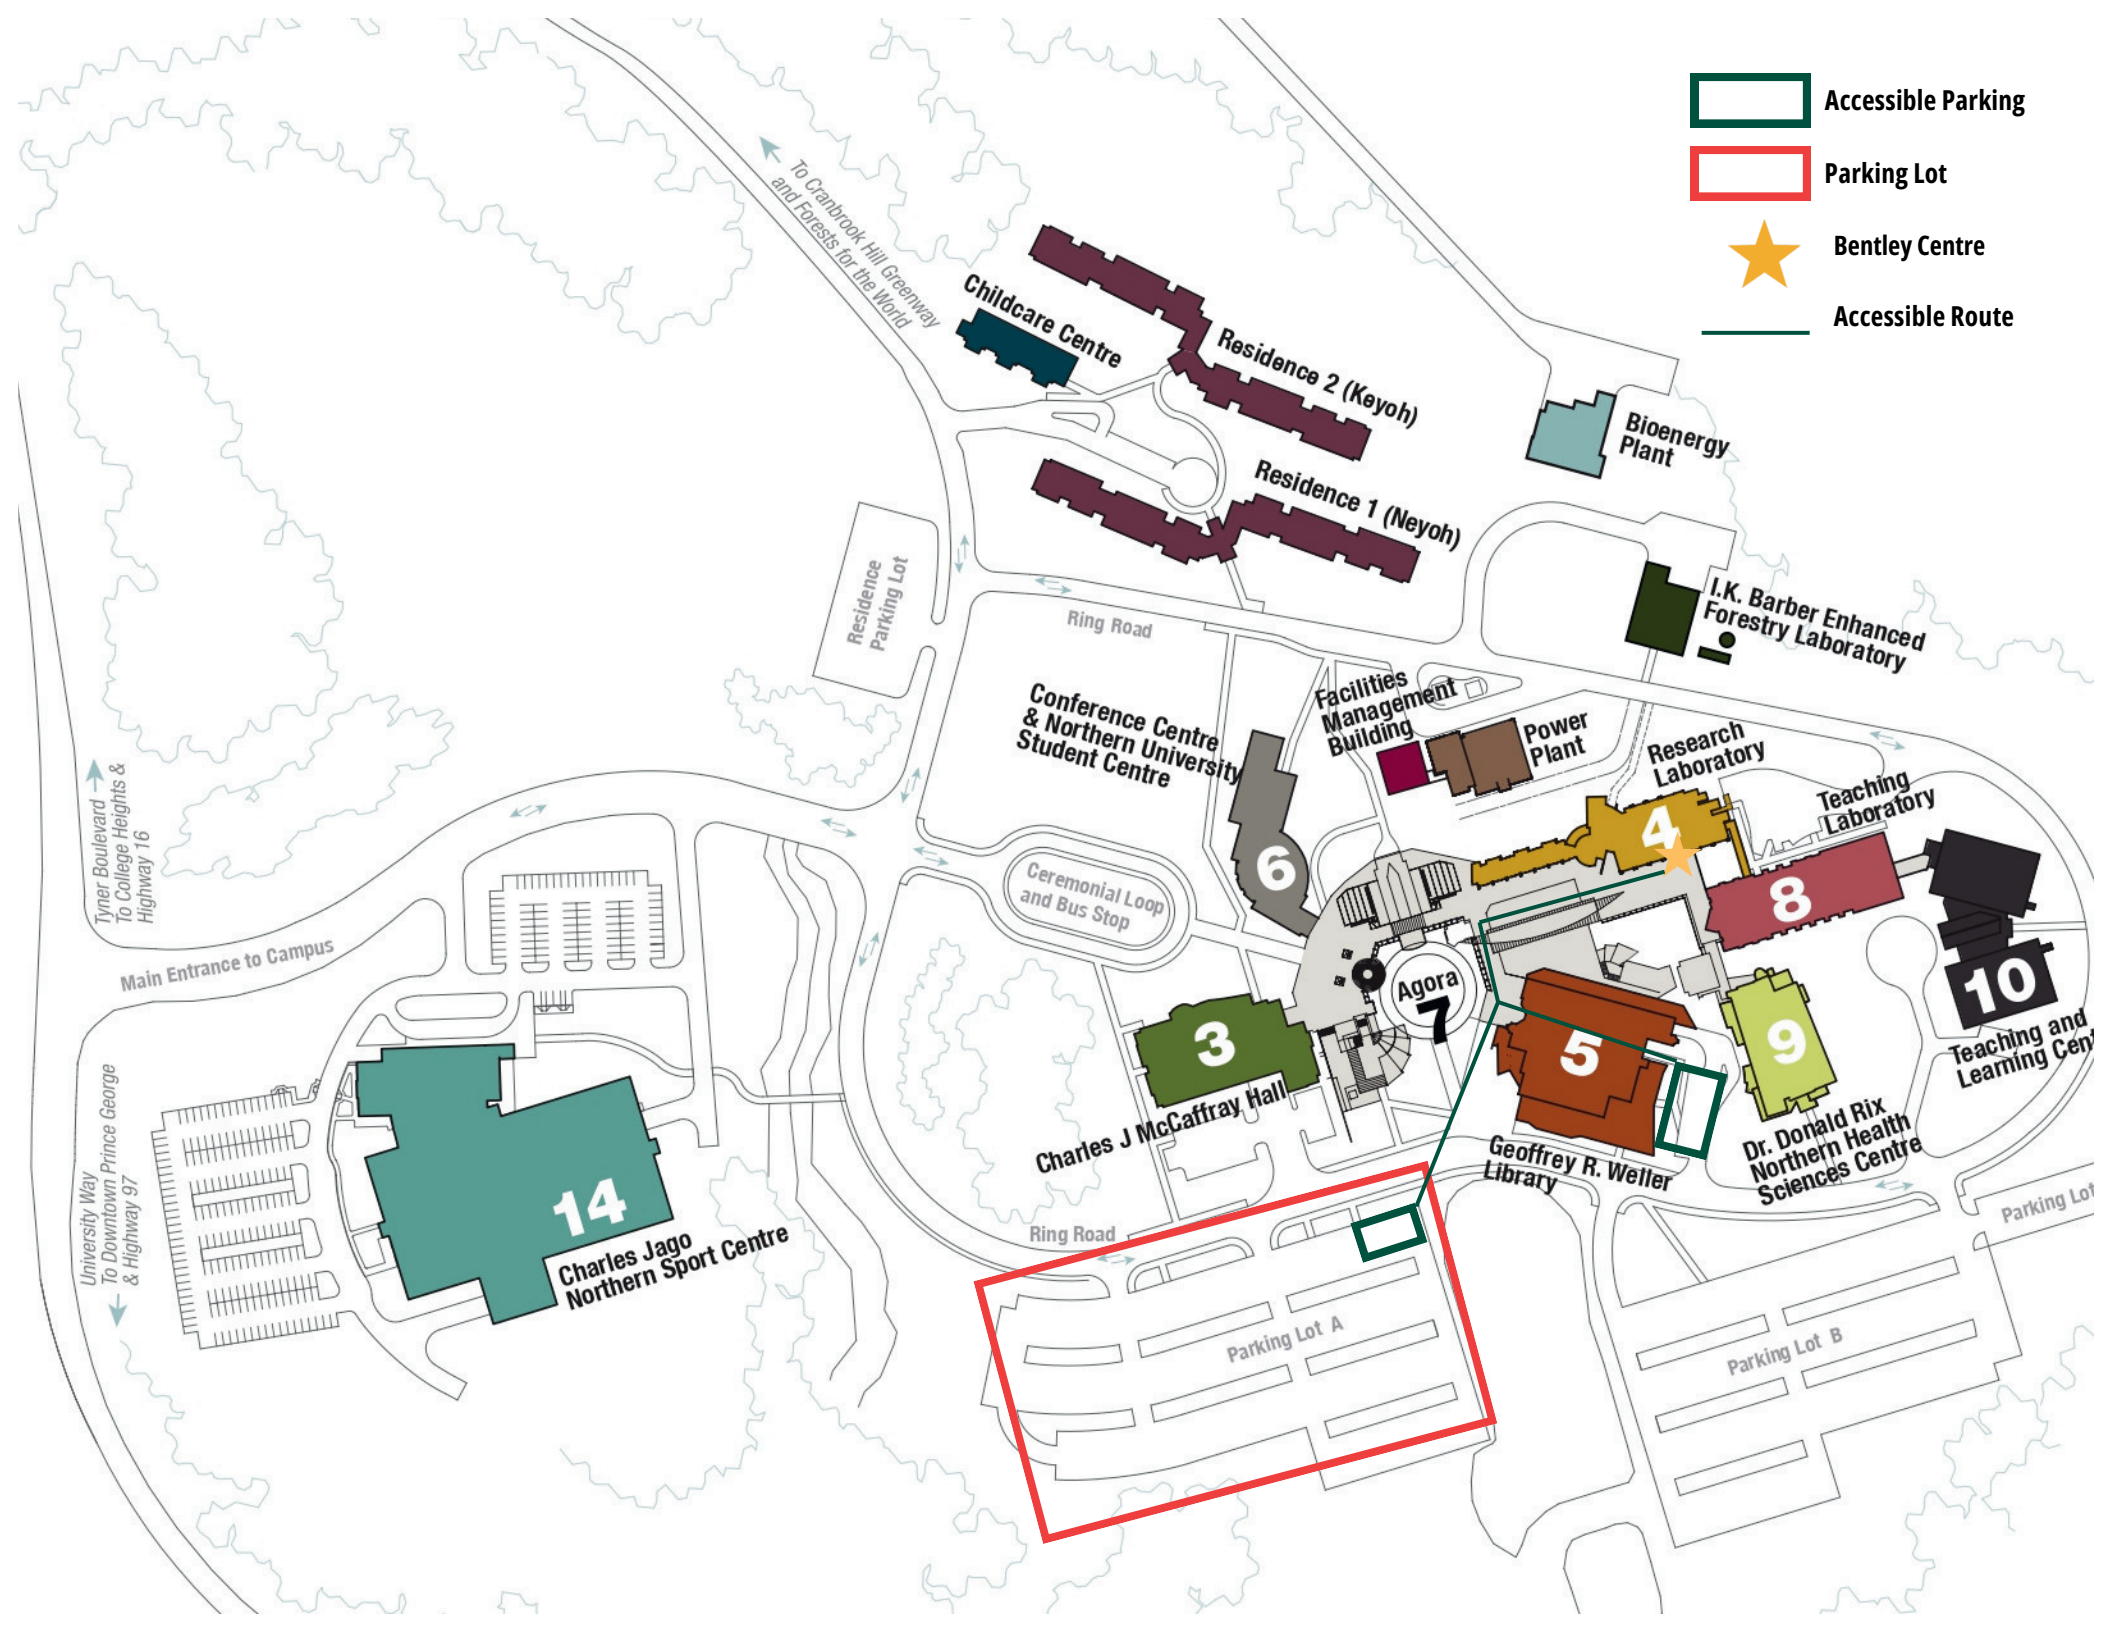 Accessible Parking
Parking Lot
Bentley Centre
Accessible Route
To Cranbrook Hill Greenway
and Forests for the World
Childcare Centre
Residence 2 (Keyoh)
Bioenergy
Plant
Residence 1 (Neyoh)
Residence
Parking Lot
Ring Road
I.K. Barber Enhanced
Forestry Laboratory
Conference Centre
& Northern University
Student Centre
Facilities
Management
Building
Power
Plant
Research
Laboratory
Teaching
Laboratory
Tyner Boulevard
To College Heights &
Highway 16
Main Entrance to Campus
Ceremonial Loop
and Bus Stop
6
4
8
10
Agora
7
3
5
9
Teaching and
Learning Cent
Charles J McCaffray Hall
Geoffrey R. Weller
Library
Dr. Donald Rix
Northern Health
Sciences Centre
University Way
To Downtown Prince George
& Highway 97
14
Charles Jago
Northern Sport Centre
Ring Road
Parking Lot A
Parking Lot B
Parking Lot